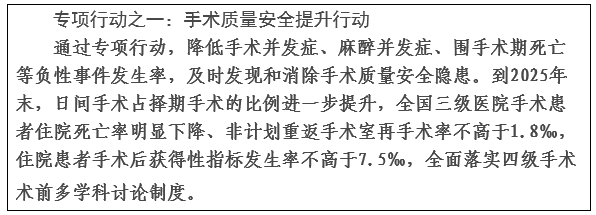 专项行动之一：手术质量安全提升行动
通过专项行动，降低手术并发症、麻醉并发症、围手术期死亡
等负性事件发生率，及时发现和消除手术质量安全隐患。到2025年
末，日间手术占择期手术的比例进一步提升，全国三级医院手术患
者住院死亡率明显下降、非计划重返手术室再手术率不高于1.8‰，
住院患者手术后获得性指标发生率不高于7.5‰，全面落实四级手术
术前多学科讨论制度。